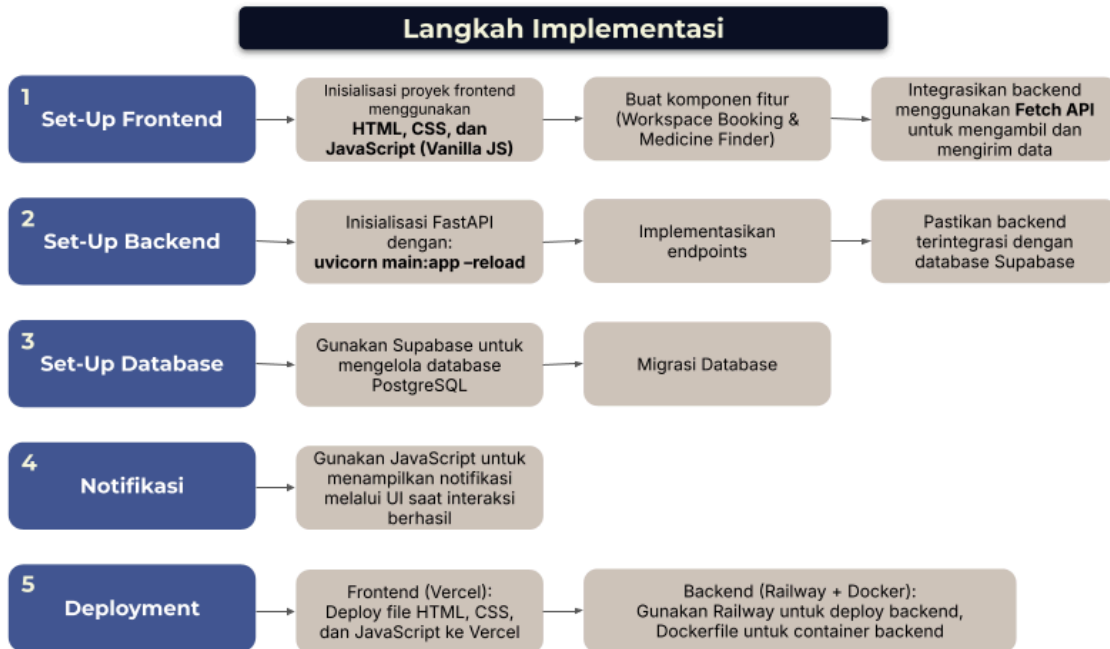 Langkah Implementasi
1
Set-Up Frontend
Inisialisasi proyek frontend
menggunakan
HTML, CSS, dan
JavaScript (Vanilla JS)
Buat komponen fitur
(Workspace Booking &
Medicine Finder)
Integrasikan backend
menggunakan Fetch API
untuk mengambil dan
mengirim data
2
Set-Up Backend
Inisialisasi FastAPI
dengan:
uvicorn main:app –reload
Implementasikan
endpoints
Pastikan backend
terintegrasi dengan
database Supabase
3
Set-Up Database
Gunakan Supabase untuk
mengelola database
PostgreSQL
Migrasi Database
4
Notifikasi
Gunakan JavaScript untuk
menampilkan notifikasi
melalui UI saat interaksi
berhasil
5
Deployment
Frontend (Vercel):
Deploy file HTML, CSS,
dan JavaScript ke Vercel
Backend (Railway + Docker):
Gunakan Railway untuk deploy backend,
Dockerfile untuk container backend